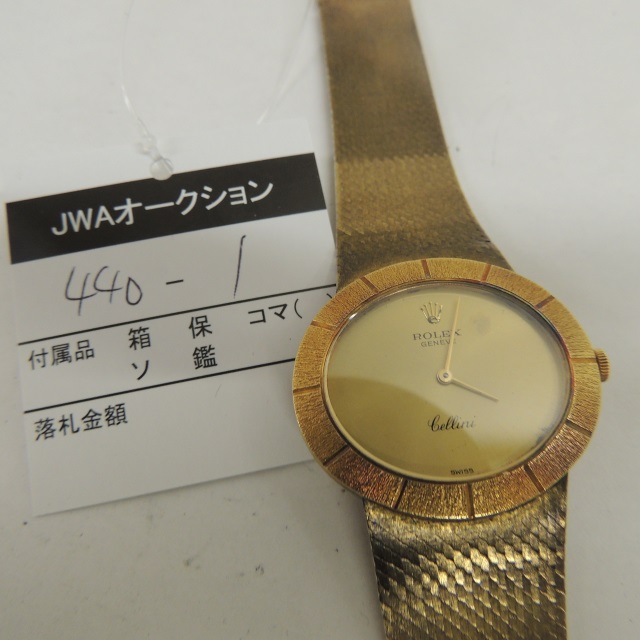 JWAオークション
440-1
付属品 箱 保 コマ( )
ソ 鑑
落札金額
ROLEX
GENEVE
Cellini
SWISS